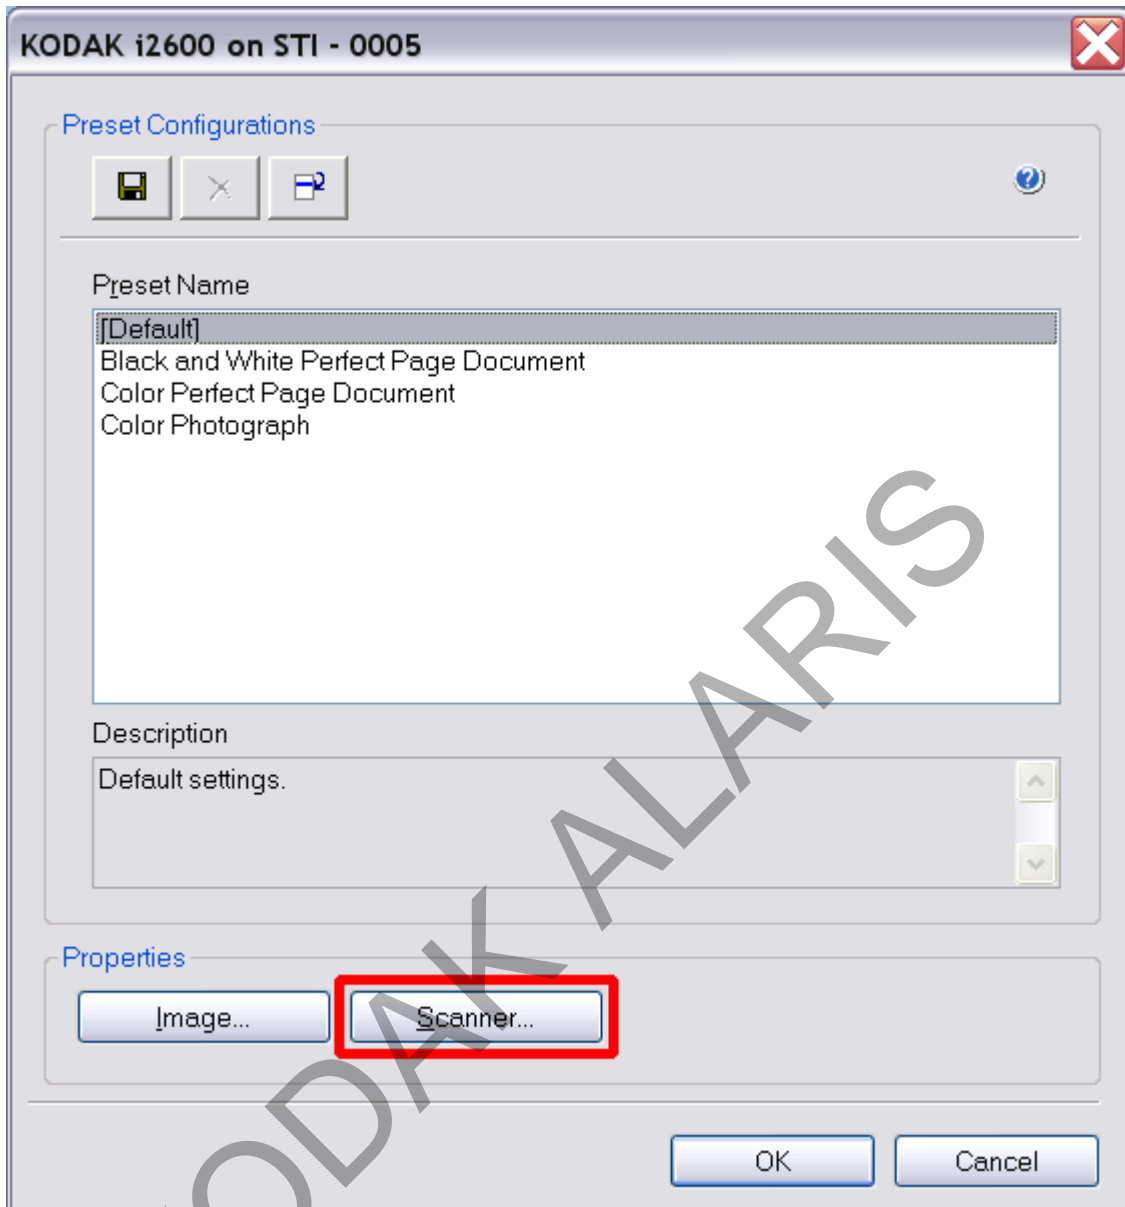 KODAK i2600 on STI - 0005
Preset Configurations
Preset Name
[Default]
Black and White Perfect Page Document
Color Perfect Page Document
Color Photograph
Description
Default settings.
Properties
Image...
Scanner...
OK
Cancel
KODAK ALARIS